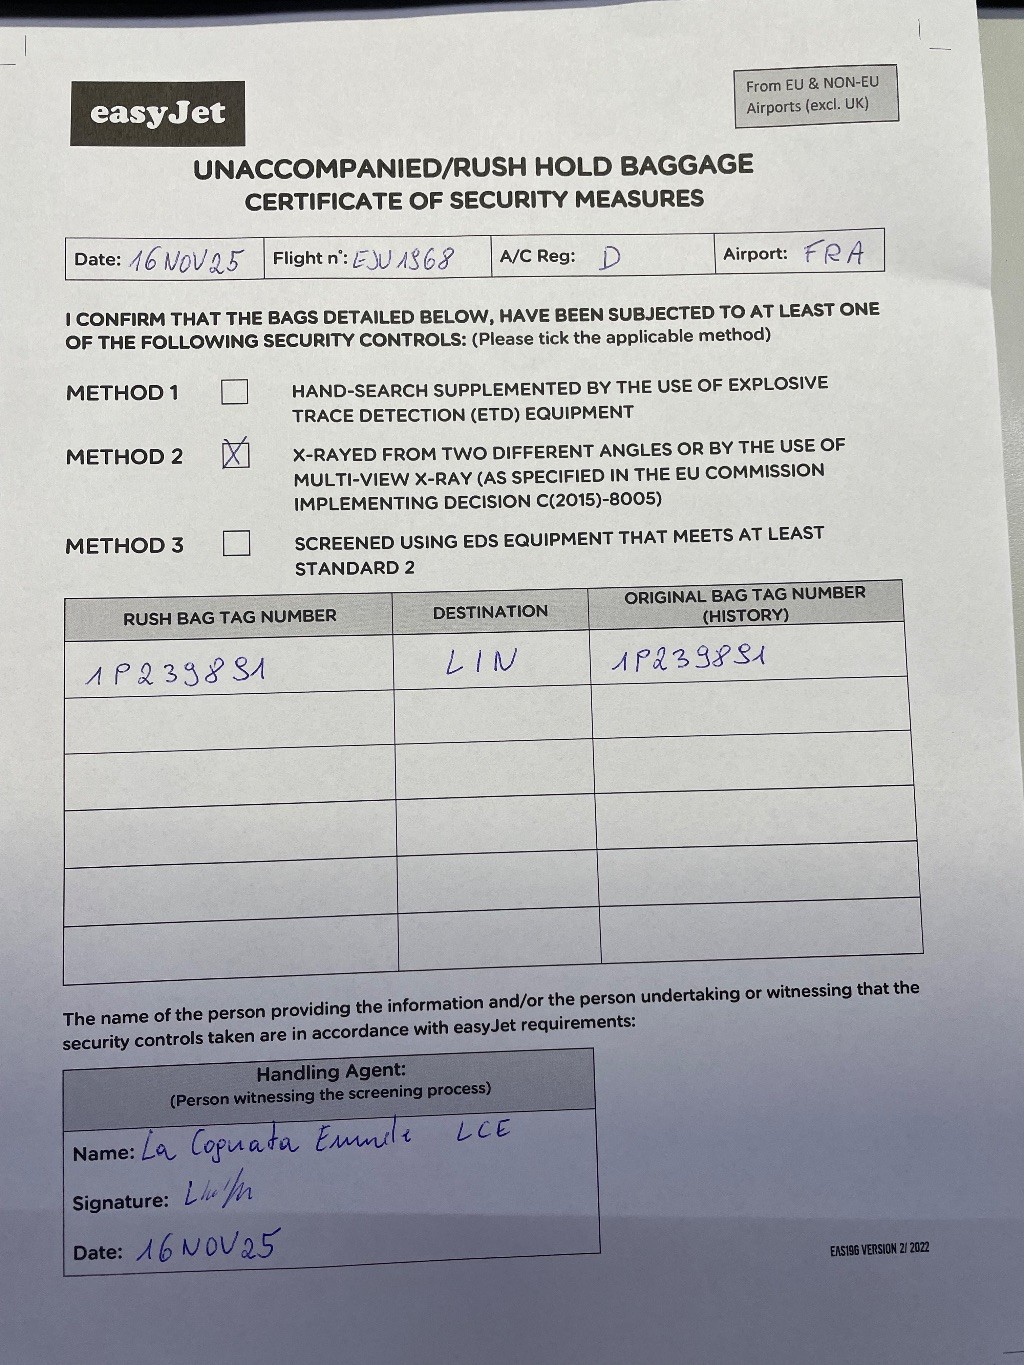 easyJet
From EU & NON-EU
Airports (excl. UK)
UNACCOMPANIED/RUSH HOLD BAGGAGE
CERTIFICATE OF SECURITY MEASURES
Date: 16 NOV 25 Flight n°: EJU 1968 A/C Reg: D Airport: FRA
I CONFIRM THAT THE BAGS DETAILED BELOW, HAVE BEEN SUBJECTED TO AT LEAST ONE
OF THE FOLLOWING SECURITY CONTROLS: (Please tick the applicable method)
METHOD 1 HAND-SEARCH SUPPLEMENTED BY THE USE OF EXPLOSIVE
TRACE DETECTION (ETD) EQUIPMENT
METHOD 2 X X-RAYED FROM TWO DIFFERENT ANGLES OR BY THE USE OF
MULTI-VIEW X-RAY (AS SPECIFIED IN THE EU COMMISSION
IMPLEMENTING DECISION C(2015)-8005)
METHOD 3 SCREENED USING EDS EQUIPMENT THAT MEETS AT LEAST
STANDARD 2
RUSH BAG TAG NUMBER DESTINATION ORIGINAL BAG TAG NUMBER
(HISTORY)
1P239891 LIN 1P239891
The name of the person providing the information and/or the person undertaking or witnessing that the
security controls taken are in accordance with easyJet requirements:
Handling Agent:
(Person witnessing the screening process)
Name: La Cognata LCE
Signature:
Date: 16 NOV 25
EAS196 VERSION 2/ 2022